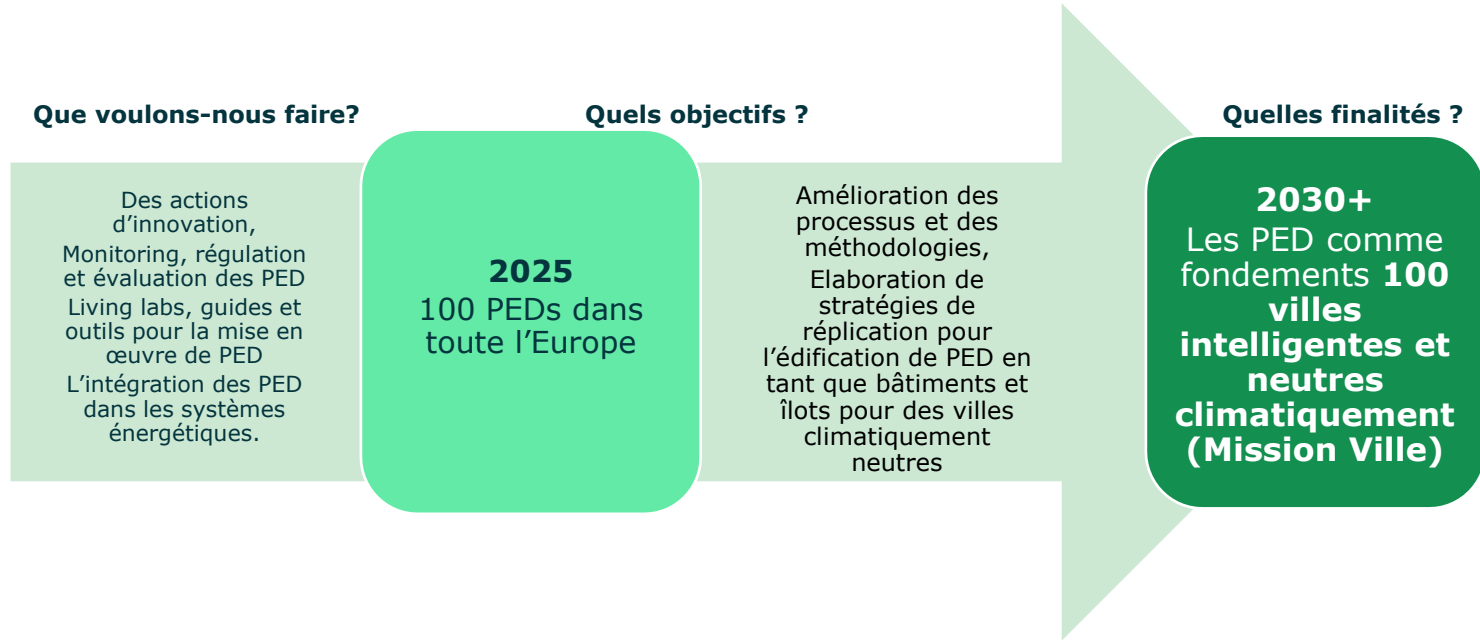 Que voulons-nous faire?
Des actions
d’innovation,
Monitoring, régulation
et évaluation des PED
Living labs, guides et
outils pour la mise en
œuvre de PED
L’intégration des PED
dans les systèmes
énergétiques.
2025
100 PEDs dans
toute l’Europe
Quels objectifs ?
Amélioration des
processus et des
méthodologies,
Elaboration de
stratégies de
réplication pour
l’édification de PED en
tant que bâtiments et
îlots pour des villes
climatiquement
neutres
Quelles finalités ?
2030+
Les PED comme
fondements 100
villes
intelligentes et
neutres
climatiquement
(Mission Ville)